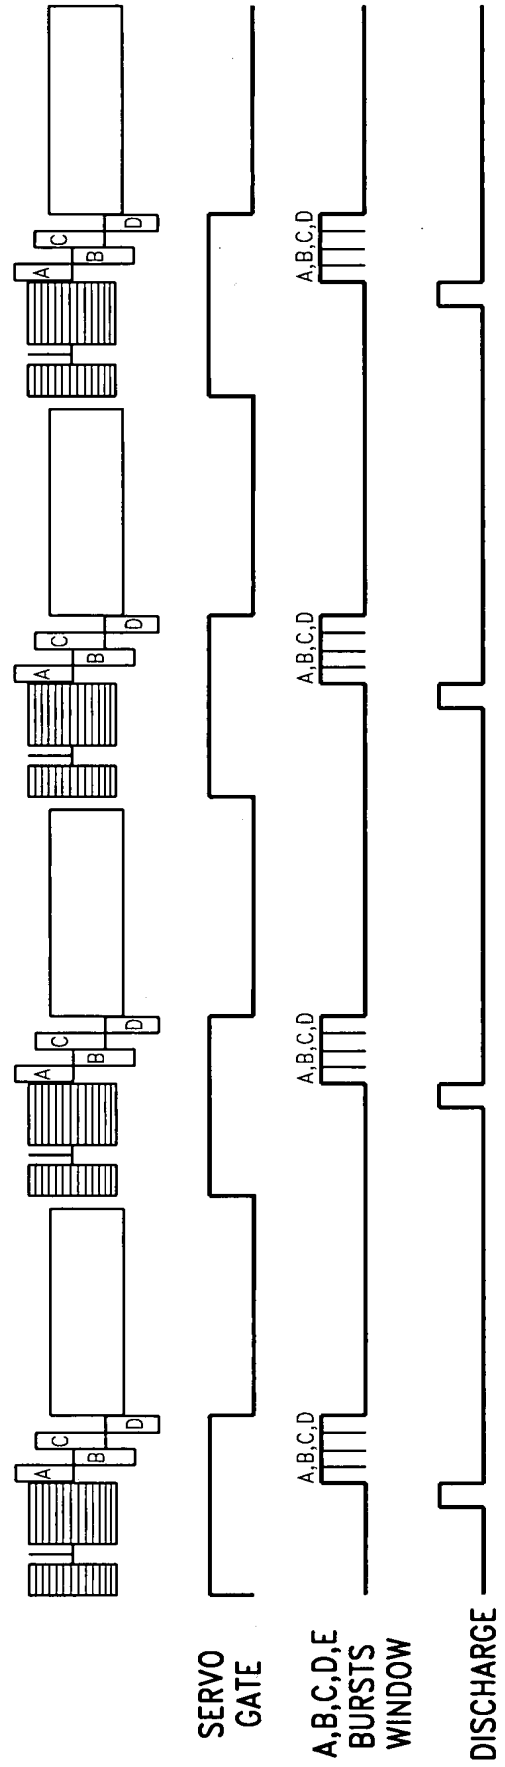 A
B
C
D
A
B
C
D
A
B
C
D
A
B
C
D
SERVO
GATE
A,B,C,D,E
BURSTS
WINDOW
A,B,C,D
A,B,C,D
A,B,C,D
A,B,C,D
DISCHARGE